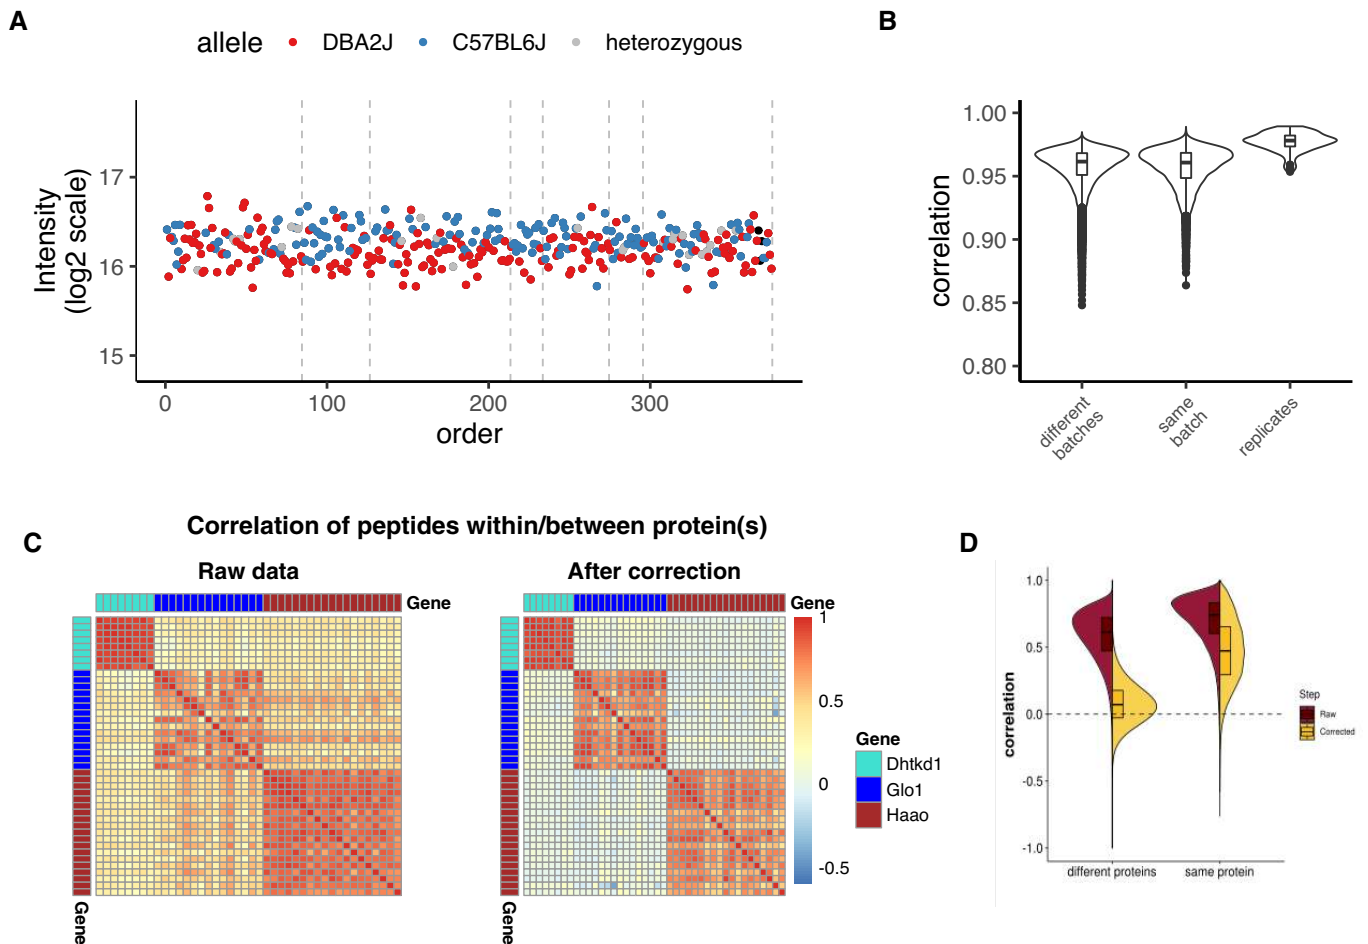 A
allele DBA2J C57BL6J heterozygous
Intensity
(log2 scale)
17
16
15
0 100 200 300
order
B
correlation
1.00
0.95
0.90
0.85
0.80
different
batches
same
batch
replicates
Correlation of peptides within/between protein(s)
C
Raw data
Gene
Gene
After correction
Gene
Gene
1
0.5
0
-0.5
Gene
Dhtkd1
Glo1
Haao
D
correlation
1.0
0.5
0.0
-0.5
-1.0
different proteins same protein
Step
Raw
Corrected